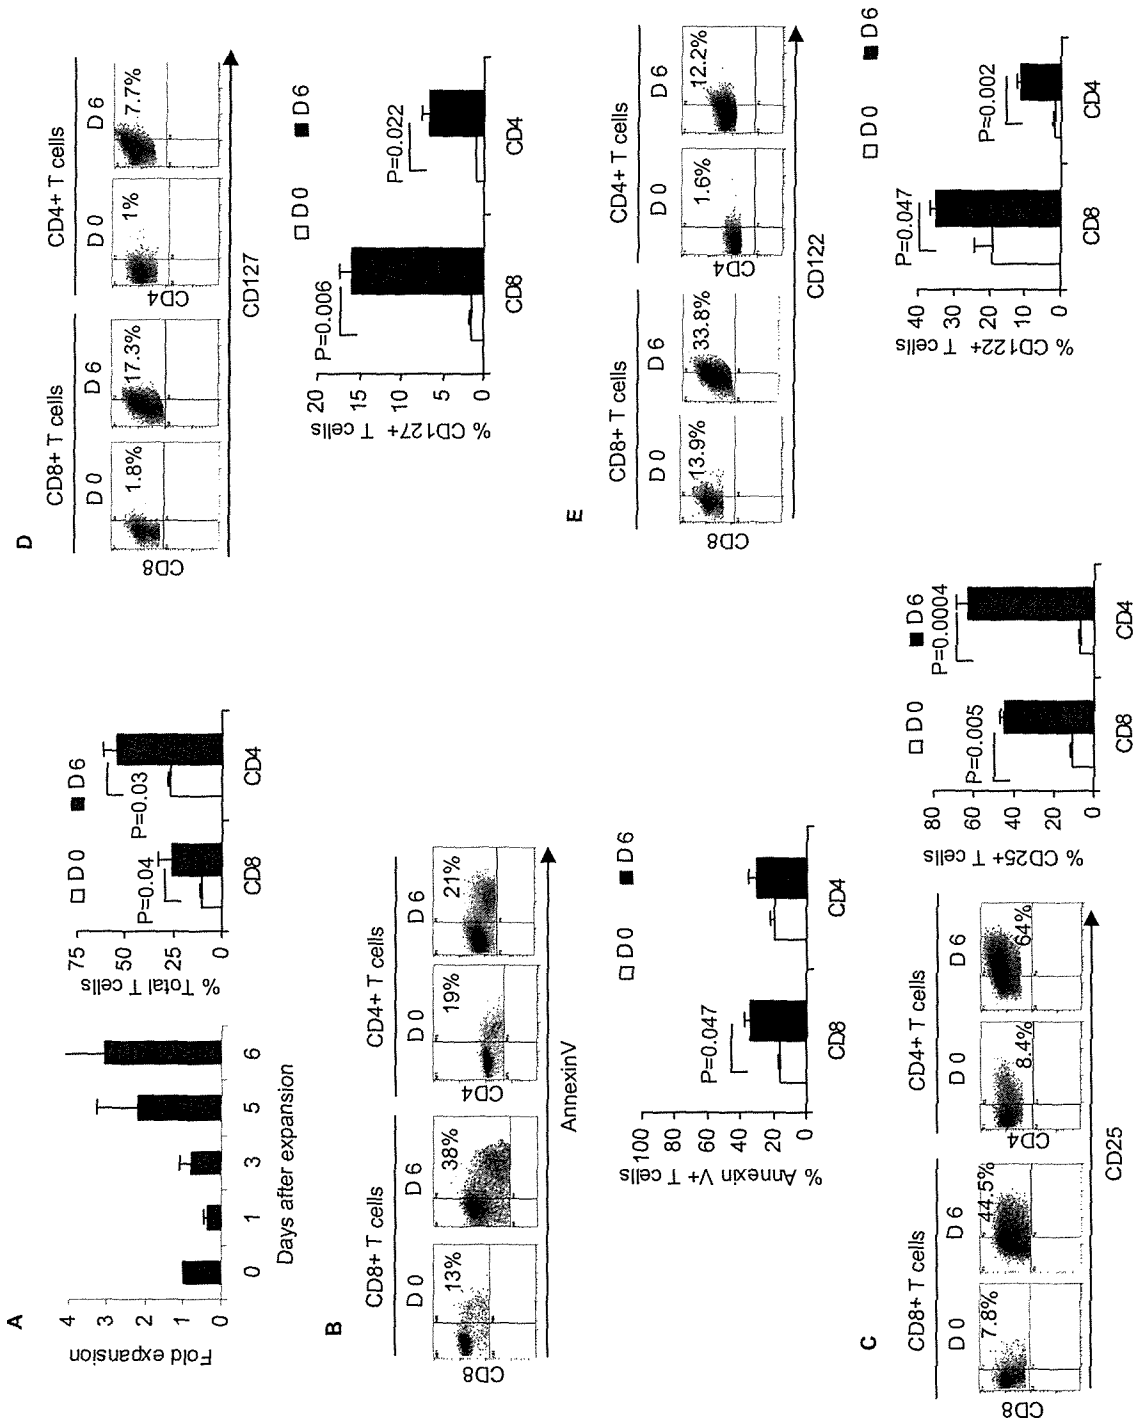 A
Fold expansion
4
3
2
1
0
0 1 3 5 6
Days after expansion
% Total T cells
75
50
25
0
D 0 D 6
P=0.04
P=0.03
CD8 CD4
B
CD8+ T cells CD4+ T cells
D 0 D 6 D 0 D 6
13% 38% 19% 21%
CD8 CD4
AnnexinV
D 0 D 6
% Annexin V+ T cells
100
80
60
40
20
0
P=0.047
CD8 CD4
C
CD8+ T cells CD4+ T cells
D 0 D 6 D 0 D 6
7.8% 44.5% 8.4% 64%
CD8 CD4
CD25
D 0 D 6
% CD25+ T cells
80
60
40
20
0
P=0.005
P=0.0004
CD8 CD4
D
CD8+ T cells CD4+ T cells
D 0 D 6 D 0 D 6
1.8% 17.3% 1% 7.7%
CD8 CD4
CD127
D 0 D 6
% CD127+ T cells
20
15
10
5
0
P=0.006
P=0.022
CD8 CD4
E
CD8+ T cells CD4+ T cells
D 0 D 6 D 0 D 6
13.9% 33.8% 1.6% 12.2%
CD8 CD4
CD122
D 0 D 6
% CD122+ T cells
40
30
20
10
0
P=0.047
P=0.002
CD8 CD4